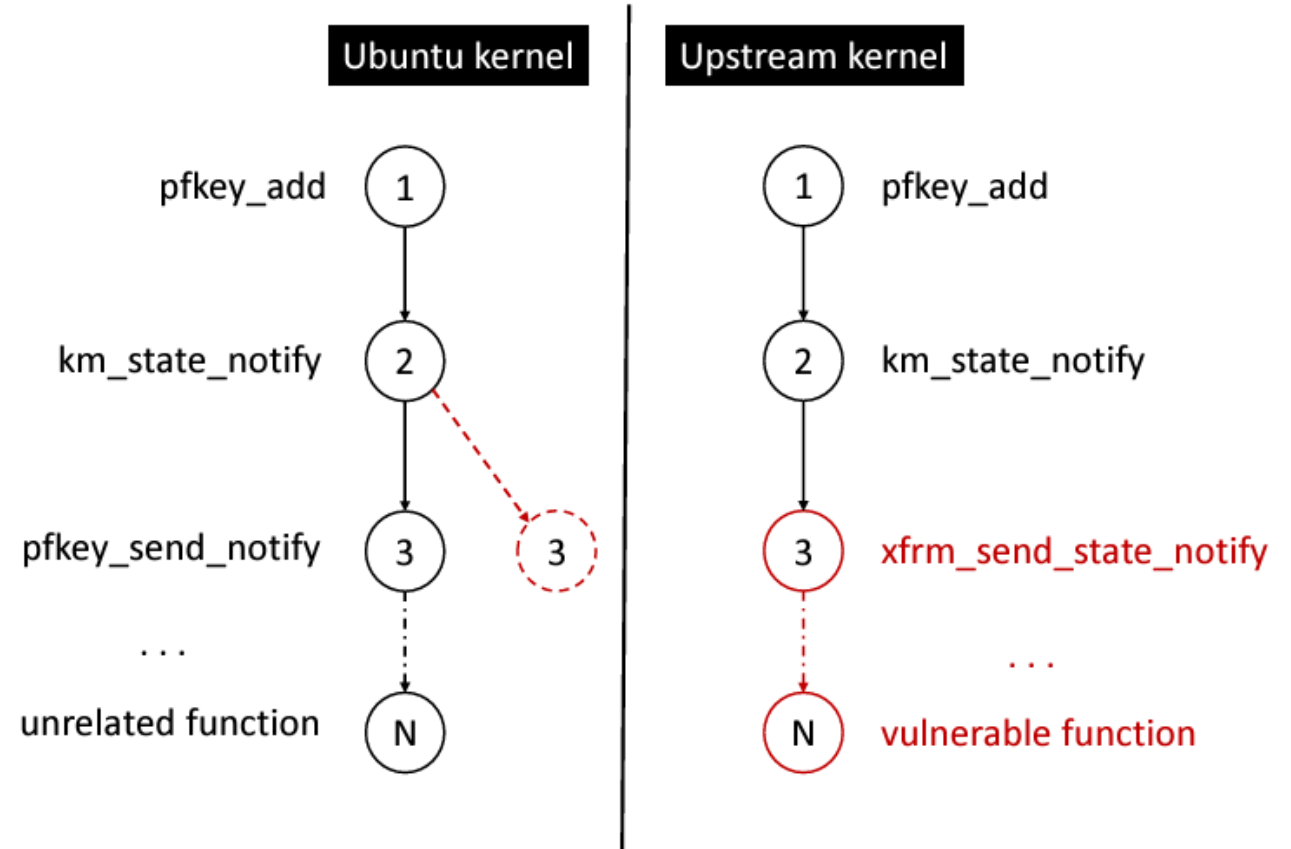 Ubuntu kernel
pfkey_add
1
km_state_notify
2
pfkey_send_notify
3
3
. . .
unrelated function
N
Upstream kernel
1
pfkey_add
2
km_state_notify
3
xfrm_send_state_notify
. . .
N
vulnerable function